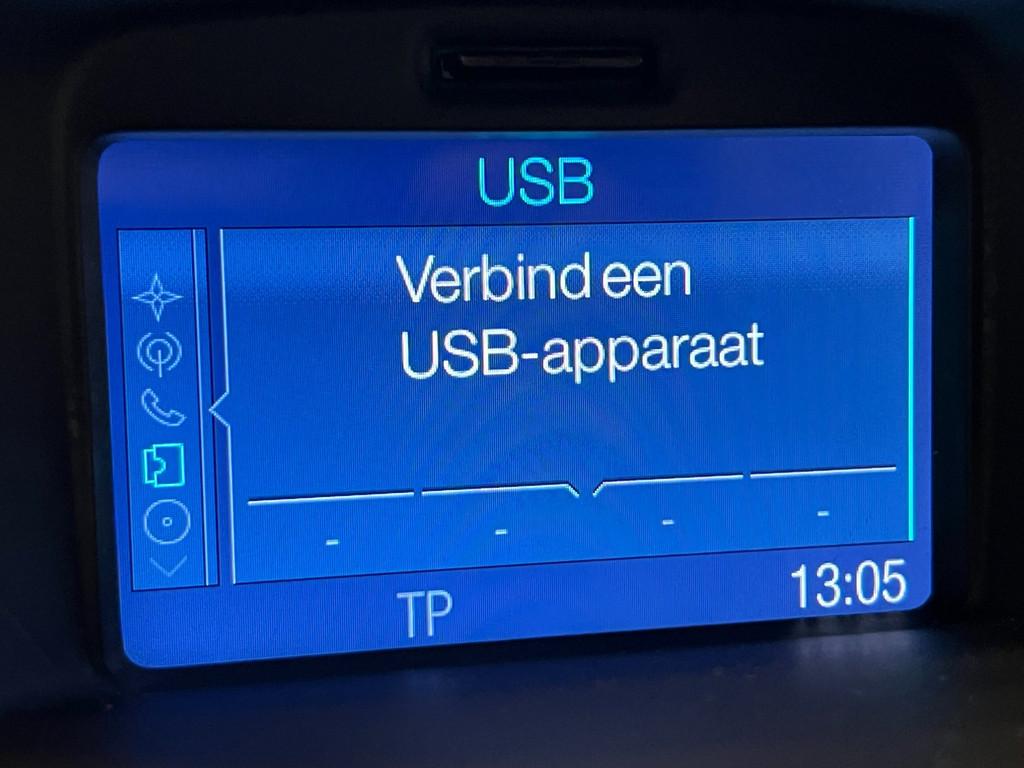 USB
Verbind een
USB-apparaat
- - - -
TP 13:05